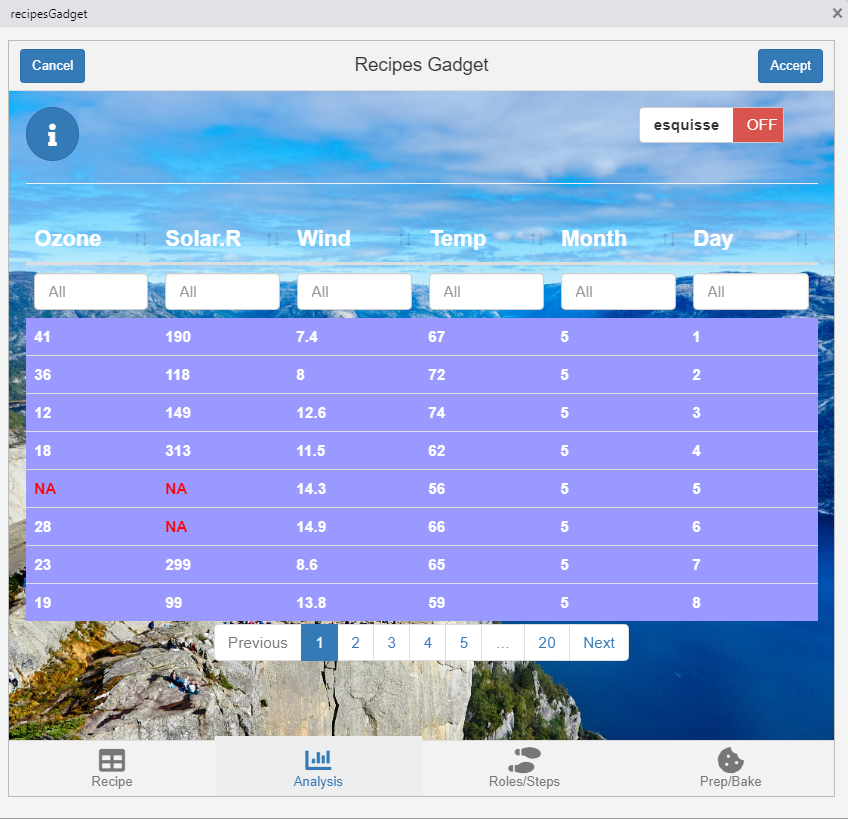 recipesGadget
Cancel Recipes Gadget Accept
esquisse OFF
Ozone Solar.R Wind Temp Month Day
All All All All All All
41 190 7.4 67 5 1
36 118 8 72 5 2
12 149 12.6 74 5 3
18 313 11.5 62 5 4
NA NA 14.3 56 5 5
28 NA 14.9 66 5 6
23 299 8.6 65 5 7
19 99 13.8 59 5 8
Previous 1 2 3 4 5 … 20 Next
Recipe Analysis Roles/Steps Prep/Bake